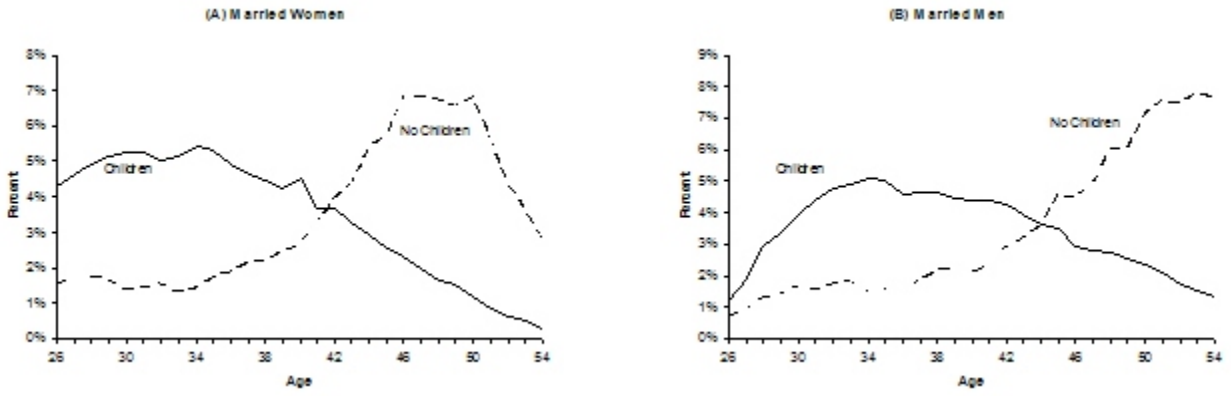 (A) Married Women
8%
7%
6%
5%
4%
3%
2%
1%
0%
Percent
No Children
Children
26 30 34 38 42 46 50 54
Age
(B) Married Men
9%
8%
7%
6%
5%
4%
3%
2%
1%
0%
Percent
No Children
Children
26 30 34 38 42 46 50 54
Age